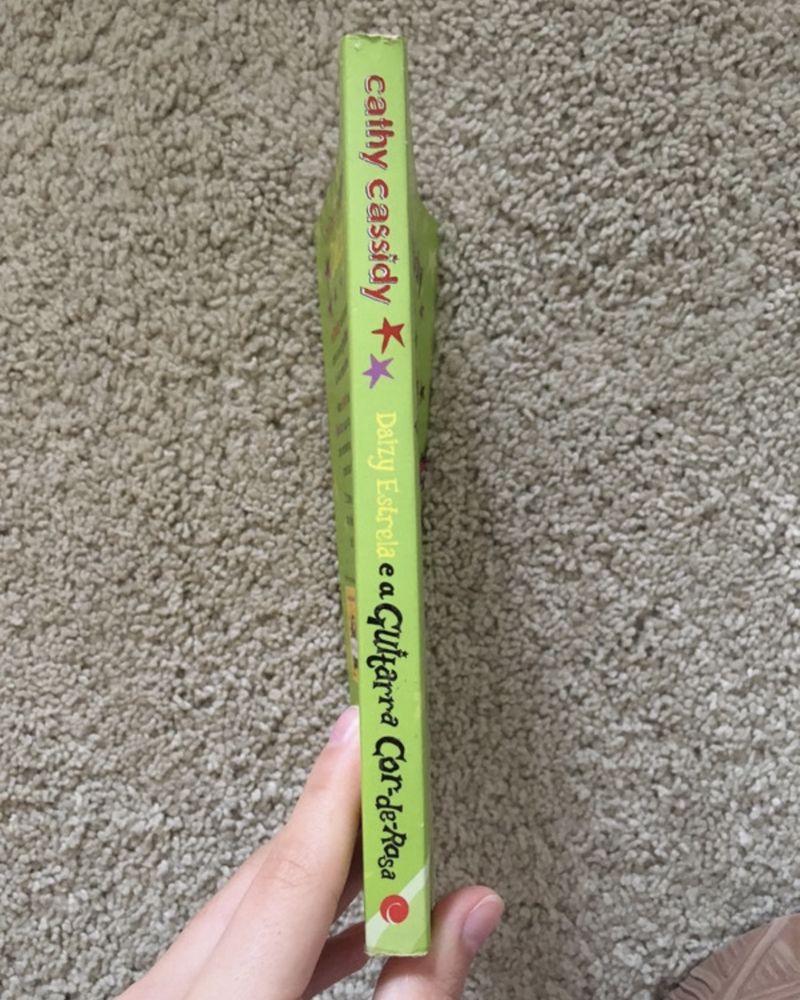 cathy cassidy
Daizy Estrela e a Guitarra Cor-de-Rosa